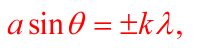 a sin θ = ±kλ,